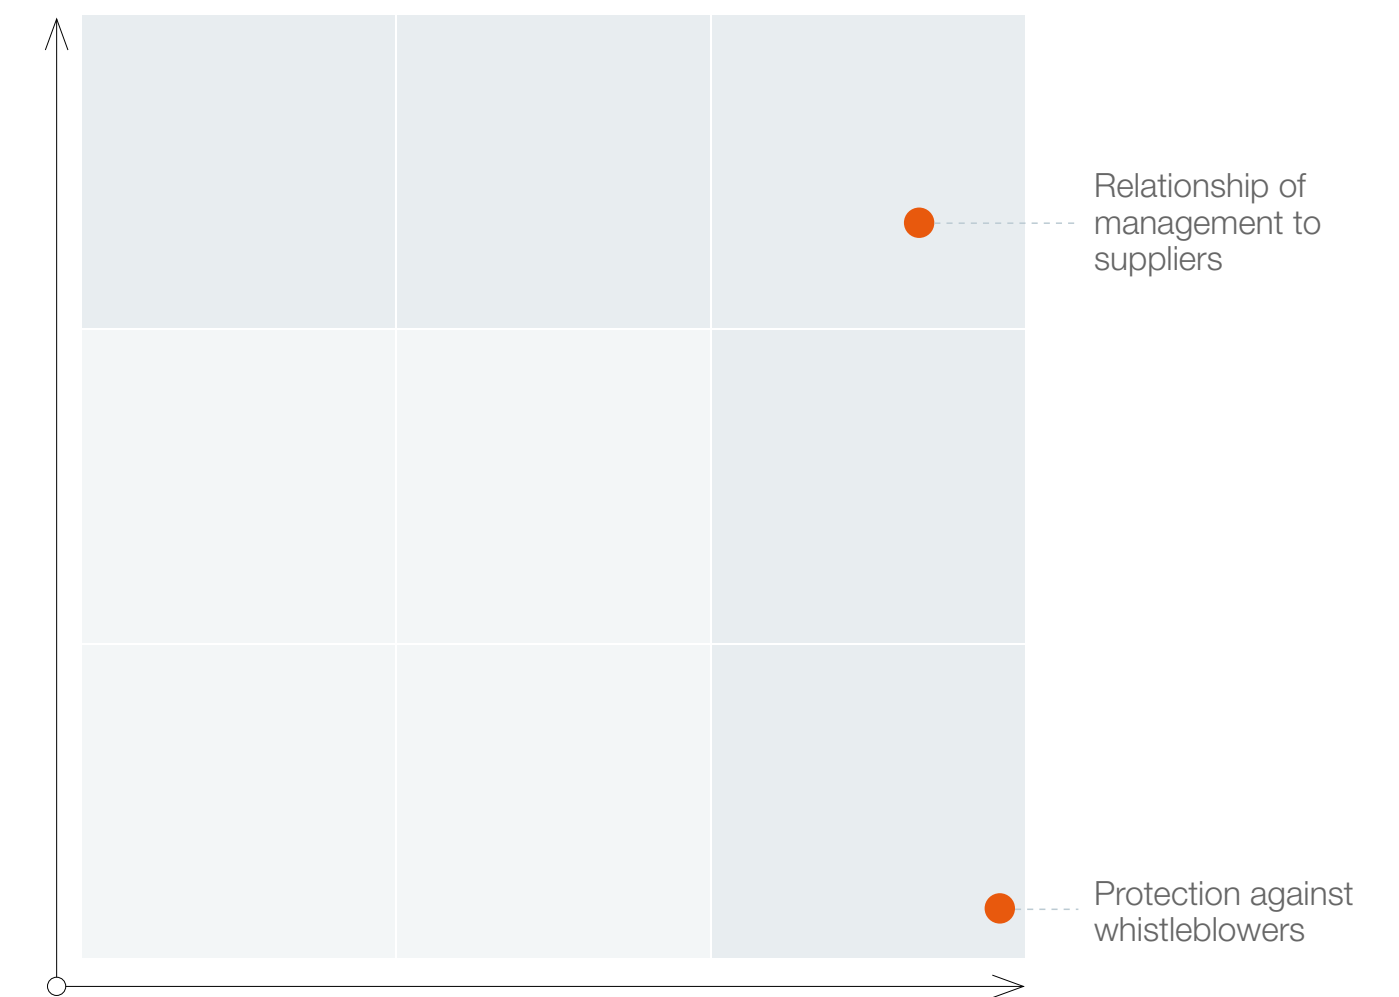 Relationship of
management to
suppliers
Protection against
whistleblowers